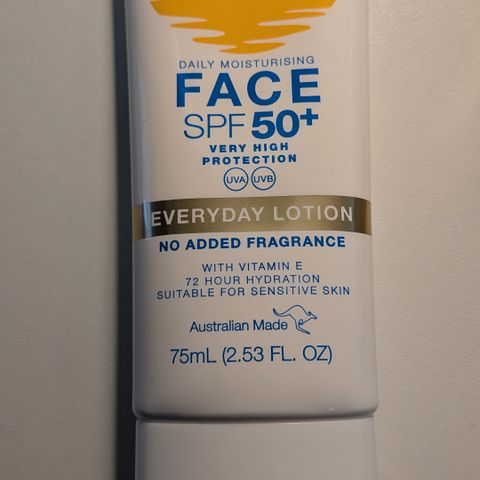 DAILY MOISTURISING
FACE
SPF 50+
VERY HIGH
PROTECTION
UVA UVB
EVERYDAY LOTION
NO ADDED FRAGRANCE
WITH VITAMIN E
72 HOUR HYDRATION
SUITABLE FOR SENSITIVE SKIN
Australian Made
75mL (2.53 FL. OZ)